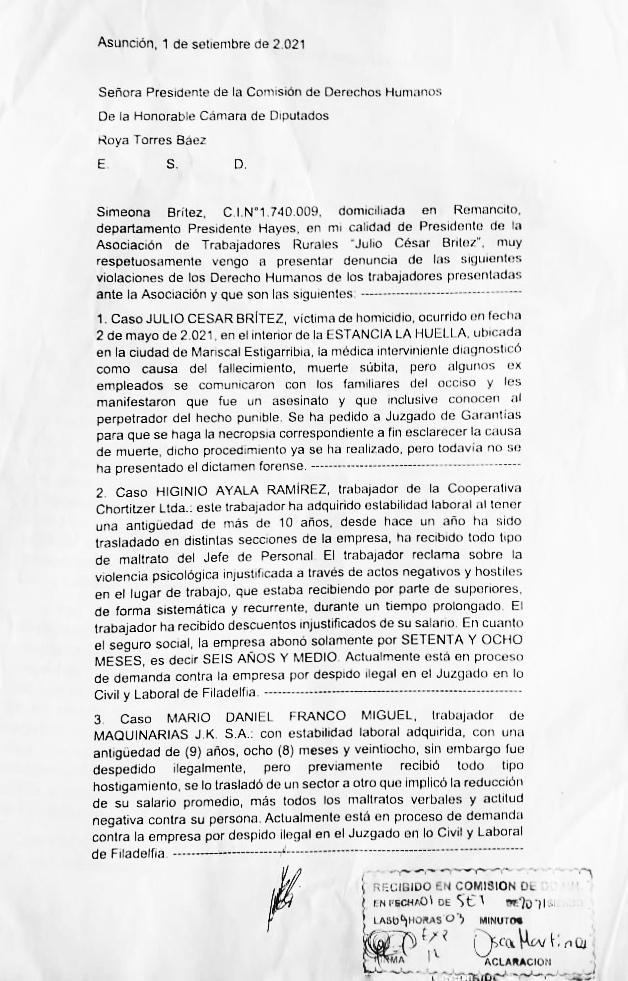 Asunción, 1 de setiembre de 2.021
Señora Presidente de la Comisión de Derechos Humanos
De la Honorable Cámara de Diputados
Roya Torres Báez
E. S. D.
Simeona Brítez, C.I.N°1.740.009, domiciliada en Remancito,
departamento Presidente Hayes, en mi calidad de Presidente de la
Asociación de Trabajadores Rurales "Julio César Britez", muy
respetuosamente vengo a presentar denuncia de las siguientes
violaciones de los Derecho Humanos de los trabajadores presentadas
ante la Asociación y que son las siguientes: -----------------------------
1. Caso JULIO CESAR BRÍTEZ, víctima de homicidio, ocurrido en fecha
2 de mayo de 2.021, en el interior de la ESTANCIA LA HUELLA, ubicada
en la ciudad de Mariscal Estigarribia, la médica interviniente diagnosticó
como causa del fallecimiento, muerte súbita, pero algunos ex
empleados se comunicaron con los familiares del occiso y les
manifestaron que fue un asesinato y que inclusive conocen al
perpetrador del hecho punible. Se ha pedido a Juzgado de Garantías
para que se haga la necropsia correspondiente a fin esclarecer la causa
de muerte, dicho procedimiento ya se ha realizado, pero todavía no se
ha presentado el dictamen forense. --------------------------------------
2. Caso HIGINIO AYALA RAMÍREZ, trabajador de la Cooperativa
Chortitzer Ltda.: este trabajador ha adquirido estabilidad laboral al tener
una antigüedad de más de 10 años, desde hace un año ha sido
trasladado en distintas secciones de la empresa, ha recibido todo tipo
de maltrato del Jefe de Personal. El trabajador reclama sobre la
violencia psicológica injustificada a través de actos negativos y hostiles
en el lugar de trabajo, que estaba recibiendo por parte de superiores,
de forma sistemática y recurrente, durante un tiempo prolongado. El
trabajador ha recibido descuentos injustificados de su salario. En cuanto
el seguro social, la empresa abonó solamente por SETENTA Y OCHO
MESES, es decir SEIS AÑOS Y MEDIO. Actualmente está en proceso
de demanda contra la empresa por despido ilegal en el Juzgado en lo
Civil y Laboral de Filadelfia. ----------------------------------------------
3. Caso MARIO DANIEL FRANCO MIGUEL, trabajador de
MAQUINARIAS J.K. S.A.: con estabilidad laboral adquirida, con una
antigüedad de (9) años, ocho (8) meses y veintiocho, sin embargo fue
despedido ilegalmente, pero previamente recibió todo tipo
hostigamiento, se lo trasladó de un sector a otro que implicó la reducción
de su salario promedio, más todos los maltratos verbales y actitud
negativa contra su persona. Actualmente está en proceso de demanda
contra la empresa por despido ilegal en el Juzgado en lo Civil y Laboral
de Filadelfia. --------------------------------------------------------------
RECIBIDO EN COMISION DE
EN FECHA 01 DE SET DE 2021
LAS 09 HORAS 03 MINUTOS
EXP Osca Martinez
FIRMA 12 ACLARACION